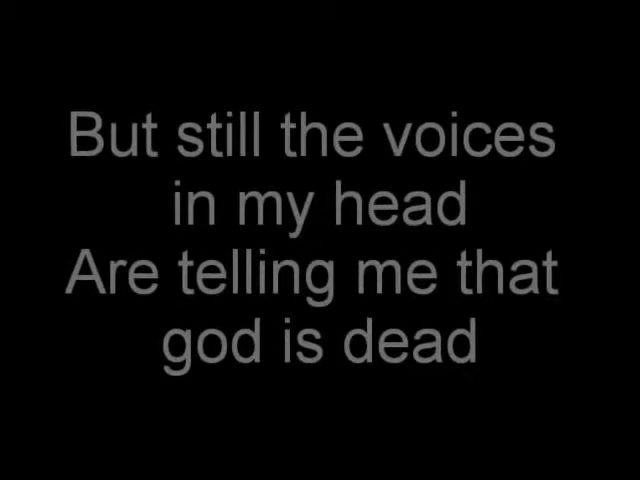 But still the voices
in my head
Are telling me that
god is dead